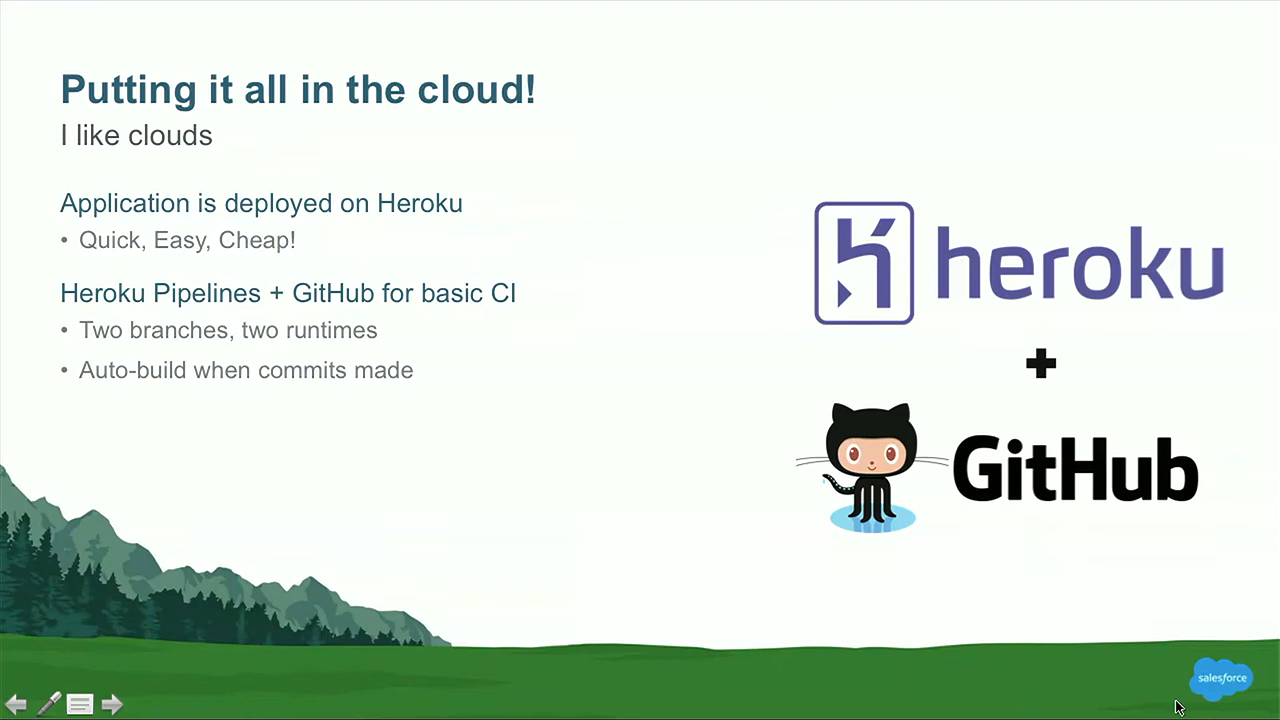 Putting it all in the cloud!
I like clouds
Application is deployed on Heroku
• Quick, Easy, Cheap!
Heroku Pipelines + GitHub for basic CI
• Two branches, two runtimes
• Auto-build when commits made
heroku
+
GitHub
salesforce